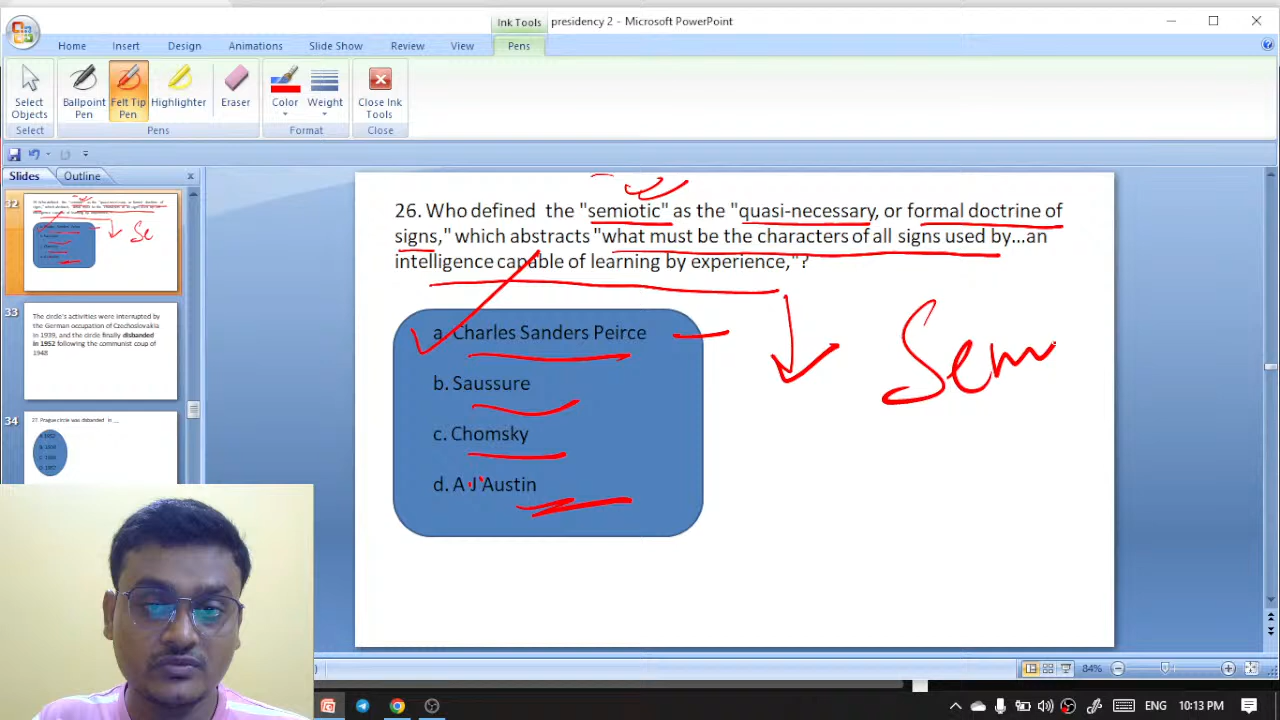 Ink Tools
presidency 2 - Microsoft PowerPoint
Home Insert Design Animations Slide Show Review View Pens
Select Objects
Ballpoint Pen
Felt Tip Pen
Highlighter
Eraser
Color
Weight
Close Ink Tools
Select Pens Format Close
Slides Outline
32
33
The circle's activities were interrupted by
the German occupation of Czechoslovakia
in 1939, and the circle finally disbanded
in 1952 following the communist coup of
1948
34
27. Prague circle was disbanded in ....
26. Who defined the "semiotic" as the "quasi-necessary, or formal doctrine of
signs," which abstracts "what must be the characters of all signs used by...an
intelligence capable of learning by experience,"?
a. Charles Sanders Peirce
b. Saussure
c. Chomsky
d. A J Austin
Sem
84%
ENG 10:13 PM